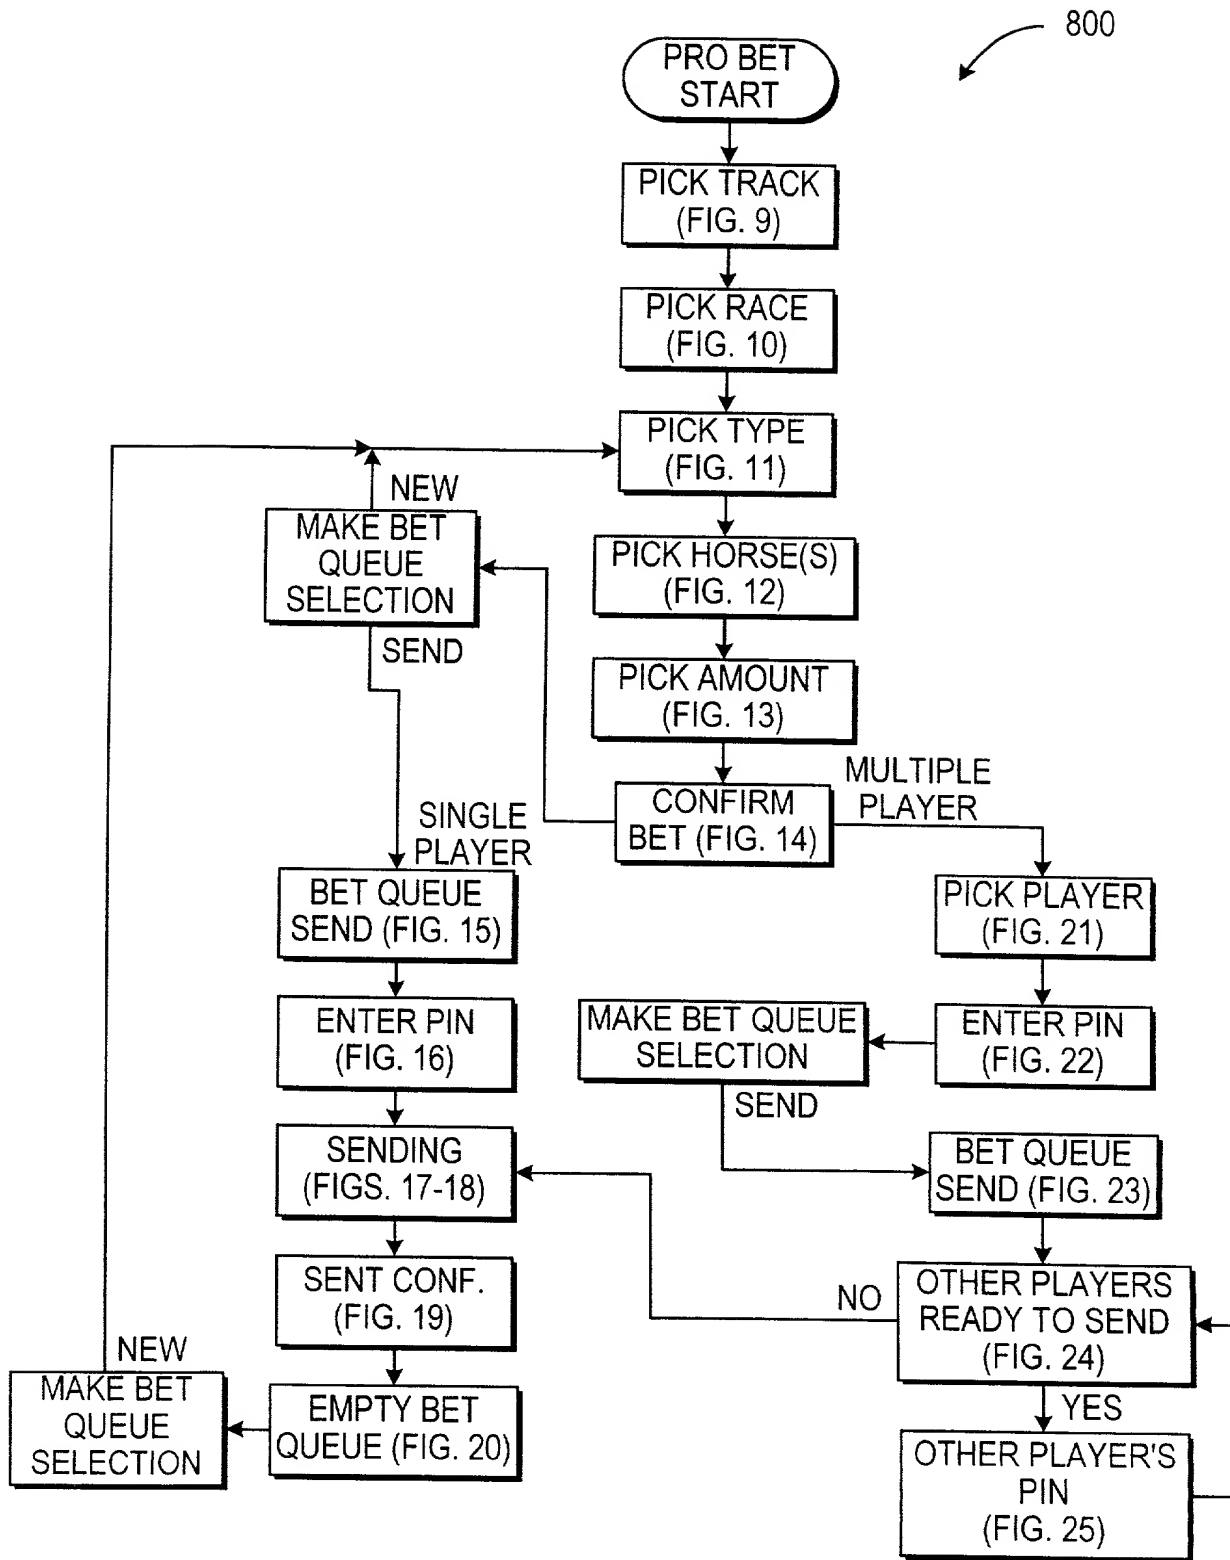 800
PRO BET
START
PICK TRACK
(FIG. 9)
PICK RACE
(FIG. 10)
PICK TYPE
(FIG. 11)
NEW
MAKE BET
QUEUE
SELECTION
SEND
PICK HORSE(S)
(FIG. 12)
PICK AMOUNT
(FIG. 13)
CONFIRM
BET (FIG. 14)
MULTIPLE
PLAYER
SINGLE
PLAYER
BET QUEUE
SEND (FIG. 15)
PICK PLAYER
(FIG. 21)
ENTER PIN
(FIG. 16)
MAKE BET QUEUE
SELECTION
SEND
ENTER PIN
(FIG. 22)
SENDING
(FIGS. 17-18)
BET QUEUE
SEND (FIG. 23)
SENT CONF.
(FIG. 19)
NO
OTHER PLAYERS
READY TO SEND
(FIG. 24)
YES
NEW
MAKE BET
QUEUE
SELECTION
EMPTY BET
QUEUE (FIG. 20)
OTHER PLAYER'S
PIN
(FIG. 25)